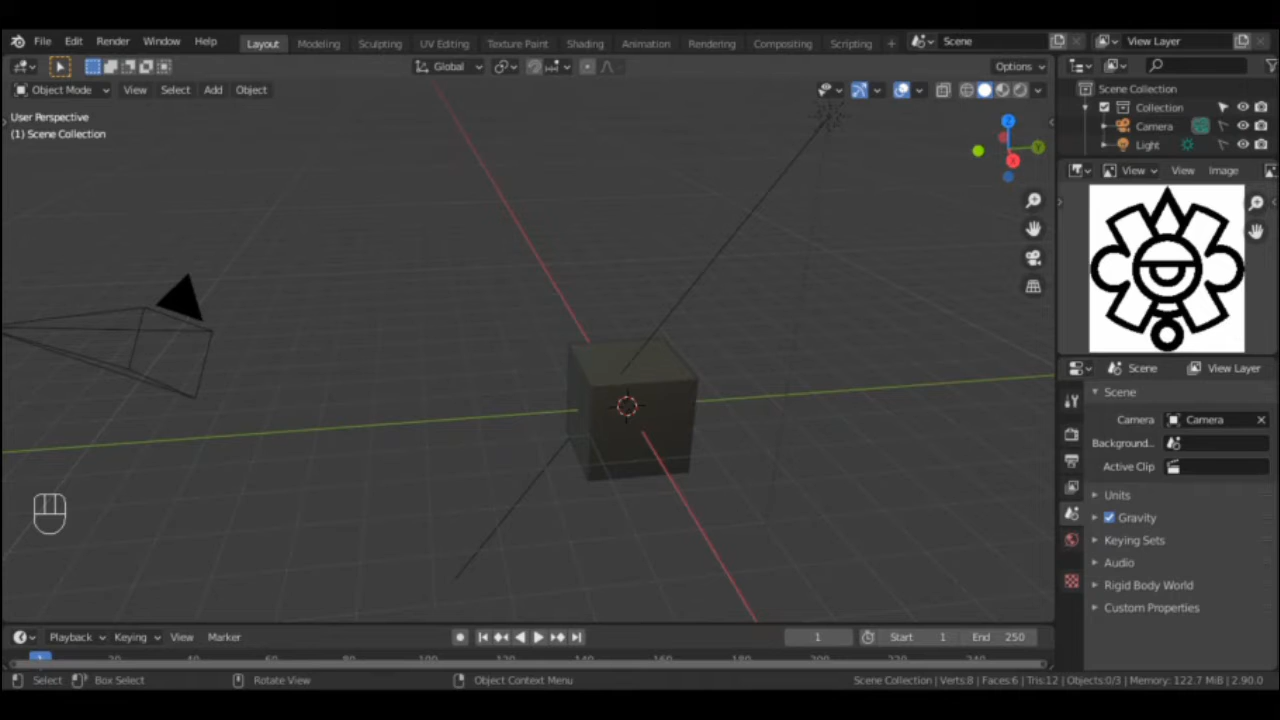 File Edit Render Window Help Layout Modeling Sculpting UV Editing Texture Paint Shading Animation Rendering Compositing Scripting + Scene View Layer
Global Options
Object Mode View Select Add Object
User Perspective
(1) Scene Collection
Scene Collection
Collection
Camera
Light
Z
Y
X
View View Image
Scene View Layer
Scene
Camera Camera
Background..
Active Clip
Units
Gravity
Keying Sets
Audio
Rigid Body World
Custom Properties
Playback Keying View Marker 1 Start 1 End 250
1
Select Box Select Rotate View Object Context Menu Scene Collection | Verts:8 | Faces:6 | Tris:12 | Objects:0/3 | Memory: 122.7 MiB | 2.90.0